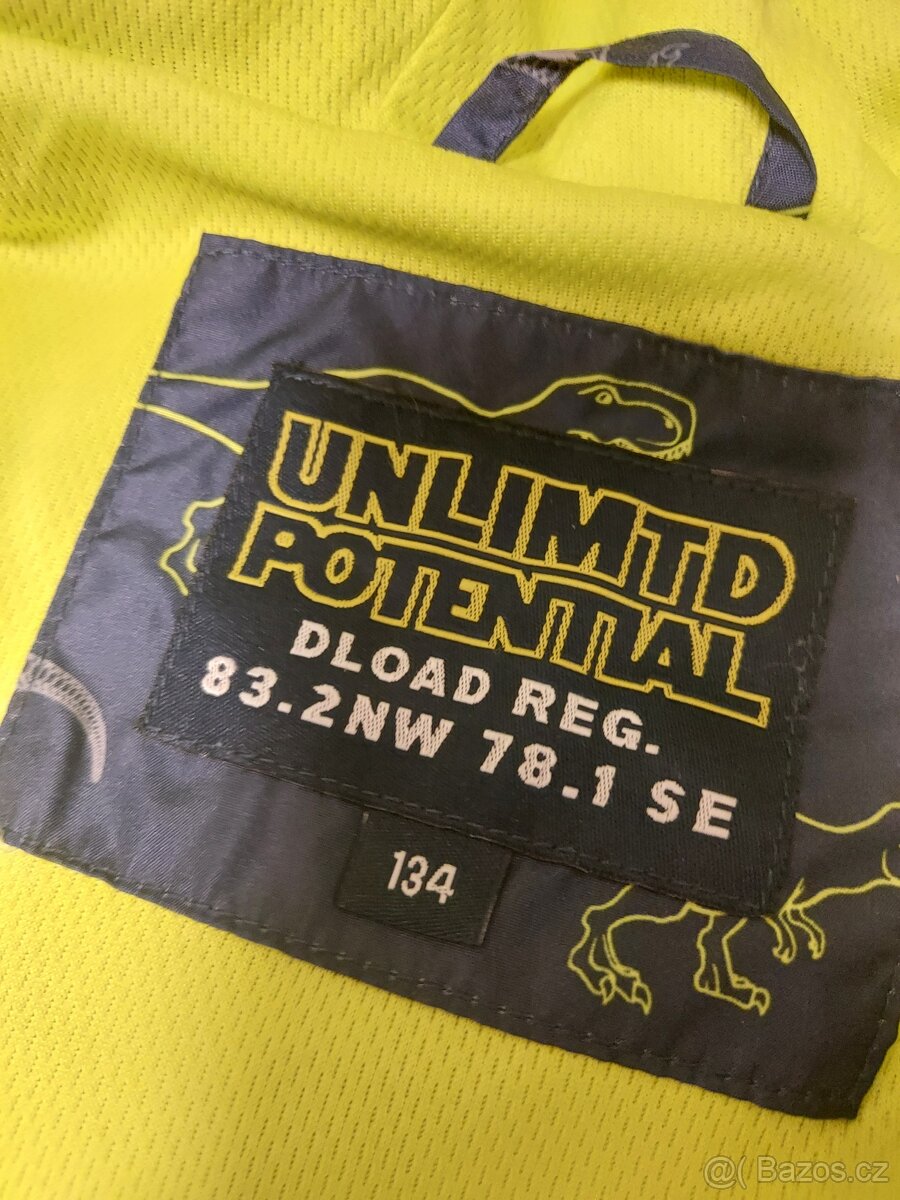 UNLIMTD
POTENTIAL
DLOAD REG.
83.2NW 78.1 SE
134
@( Bazos.cz